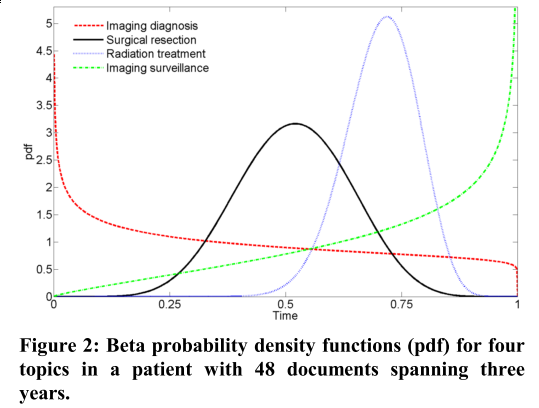 Imaging diagnosis
Surgical resection
Radiation treatment
Imaging surveillance
5
4.5
4
3.5
3
2.5
2
1.5
1
0.5
0
pdf
0 0.25 0.5 0.75 1
Time
Figure 2: Beta probability density functions (pdf) for four
topics in a patient with 48 documents spanning three
years.